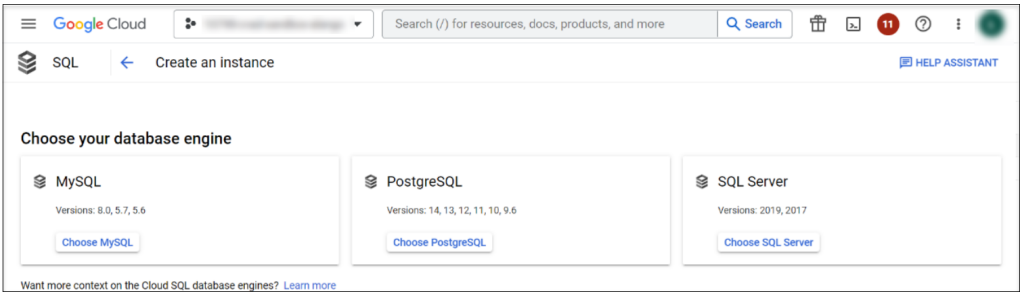 Google Cloud
Search (/) for resources, docs, products, and more
Search
11
SQL
Create an instance
HELP ASSISTANT
Choose your database engine
MySQL
Versions: 8.0, 5.7, 5.6
Choose MySQL
PostgreSQL
Versions: 14, 13, 12, 11, 10, 9.6
Choose PostgreSQL
SQL Server
Versions: 2019, 2017
Choose SQL Server
Want more context on the Cloud SQL database engines? Learn more